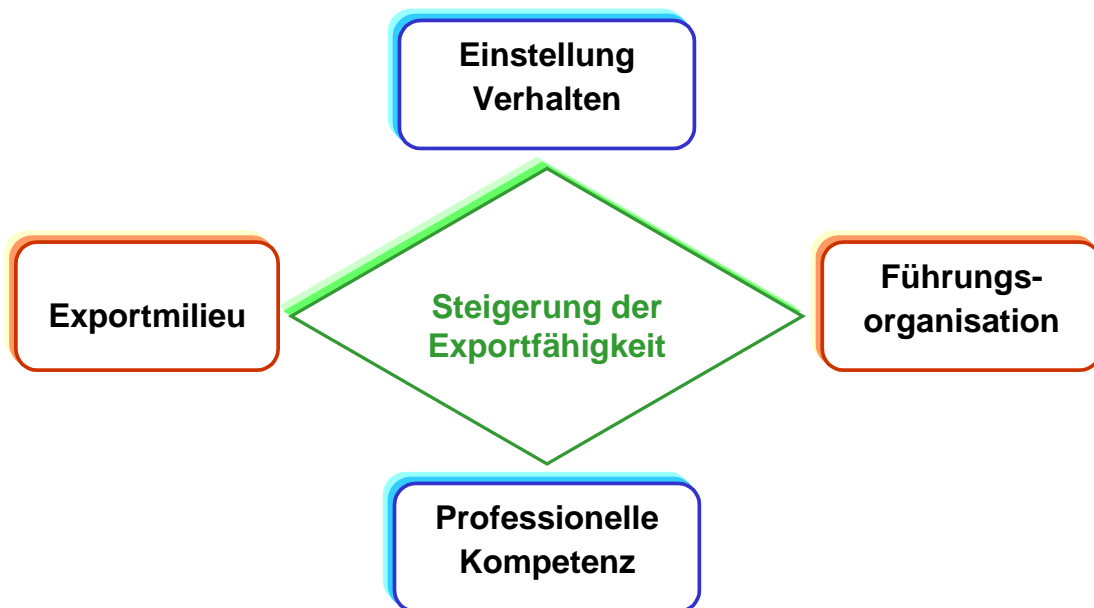 Einstellung
Verhalten
Exportmilieu
Steigerung der
Exportfähigkeit
Führungs-
organisation
Professionelle
Kompetenz